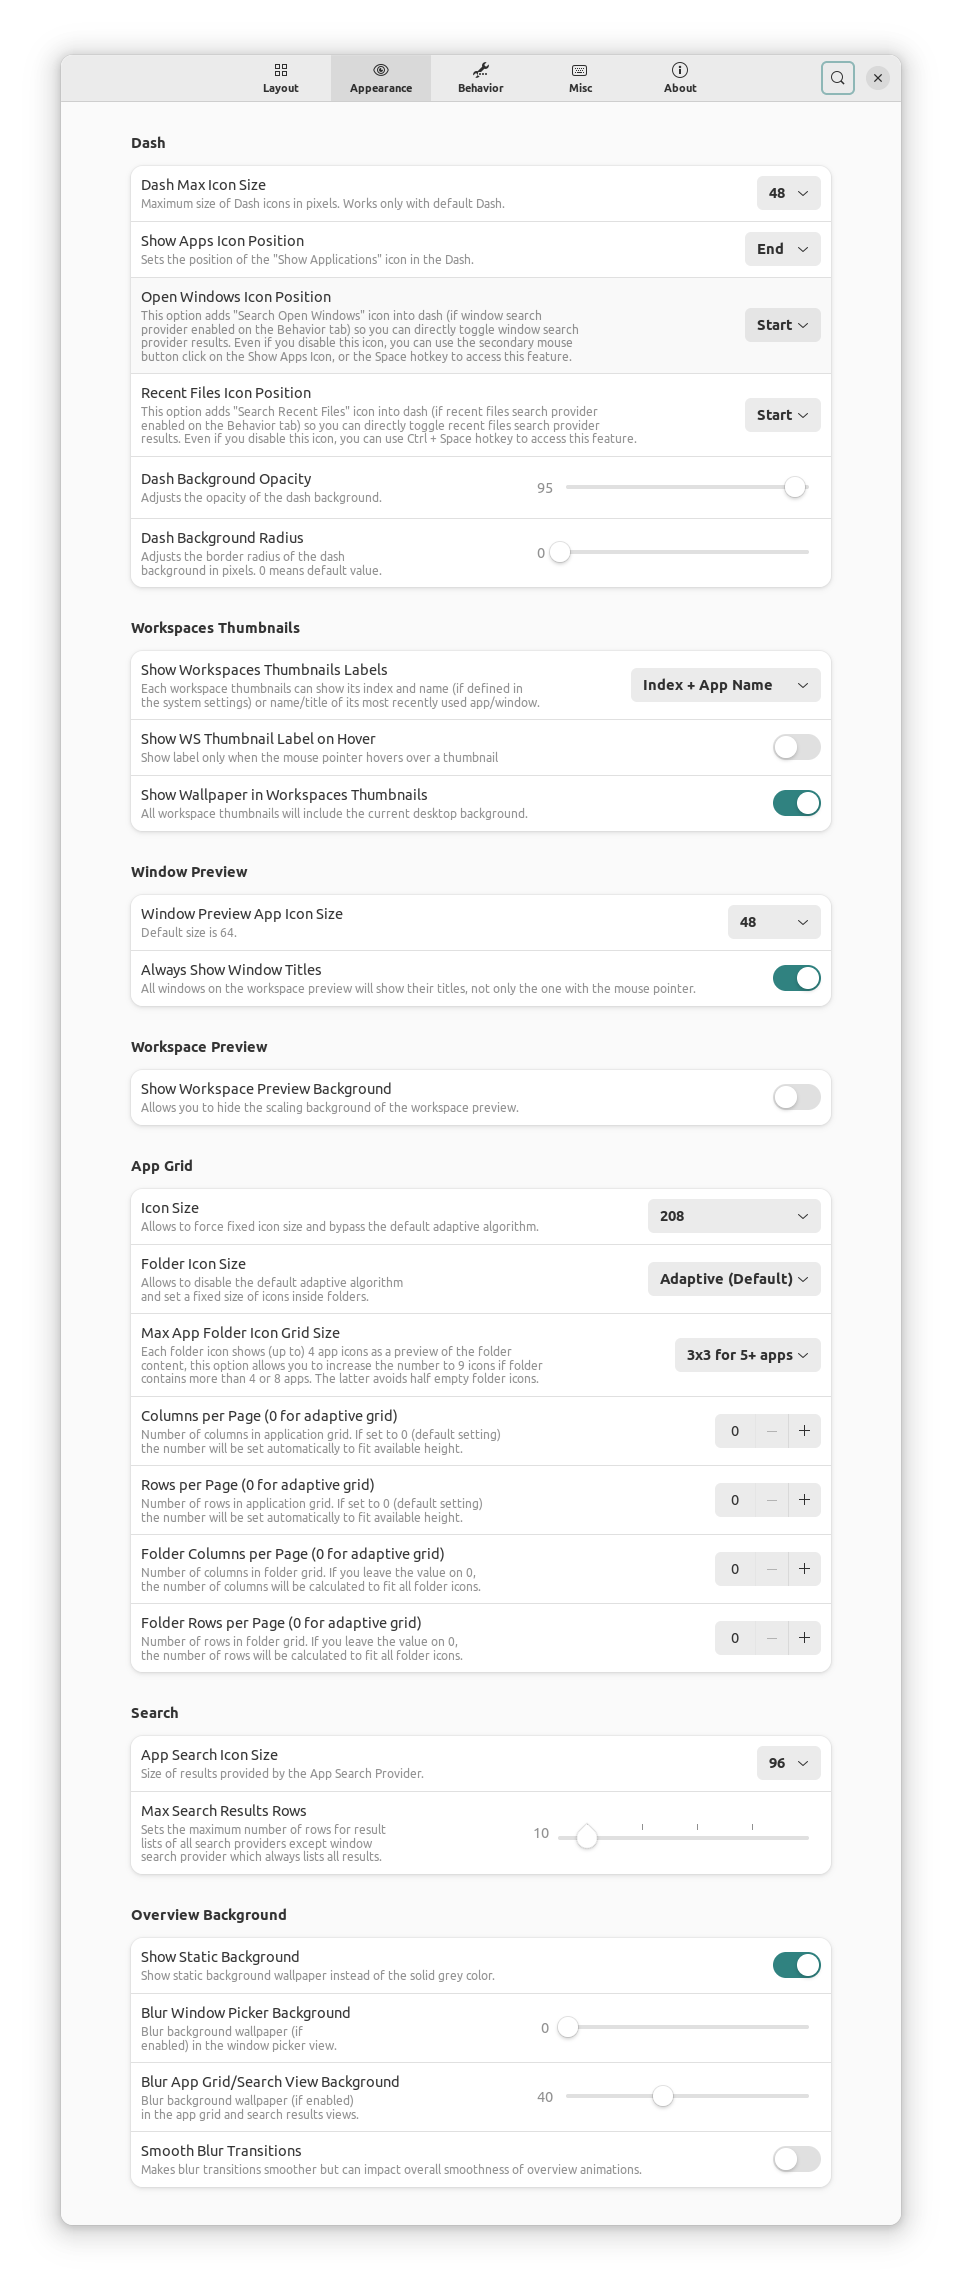 Layout
Appearance
Behavior
Misc
About
Dash
Dash Max Icon Size
Maximum size of Dash icons in pixels. Works only with default Dash.
48
Show Apps Icon Position
Sets the position of the "Show Applications" icon in the Dash.
End
Open Windows Icon Position
This option adds "Search Open Windows" icon into dash (if window search
provider enabled on the Behavior tab) so you can directly toggle window search
provider results. Even if you disable this icon, you can use the secondary mouse
button click on the Show Apps Icon, or the Space hotkey to access this feature.
Start
Recent Files Icon Position
This option adds "Search Recent Files" icon into dash (if recent files search provider
enabled on the Behavior tab) so you can directly toggle recent files search provider
results. Even if you disable this icon, you can use Ctrl + Space hotkey to access this feature.
Start
Dash Background Opacity
Adjusts the opacity of the dash background.
95
Dash Background Radius
Adjusts the border radius of the dash
background in pixels. 0 means default value.
0
Workspaces Thumbnails
Show Workspaces Thumbnails Labels
Each workspace thumbnails can show its index and name (if defined in
the system settings) or name/title of its most recently used app/window.
Index + App Name
Show WS Thumbnail Label on Hover
Show label only when the mouse pointer hovers over a thumbnail
Show Wallpaper in Workspaces Thumbnails
All workspace thumbnails will include the current desktop background.
Window Preview
Window Preview App Icon Size
Default size is 64.
48
Always Show Window Titles
All windows on the workspace preview will show their titles, not only the one with the mouse pointer.
Workspace Preview
Show Workspace Preview Background
Allows you to hide the scaling background of the workspace preview.
App Grid
Icon Size
Allows to force fixed icon size and bypass the default adaptive algorithm.
208
Folder Icon Size
Allows to disable the default adaptive algorithm
and set a fixed size of icons inside folders.
Adaptive (Default)
Max App Folder Icon Grid Size
Each folder icon shows (up to) 4 app icons as a preview of the folder
content, this option allows you to increase the number to 9 icons if folder
contains more than 4 or 8 apps. The latter avoids half empty folder icons.
3x3 for 5+ apps
Columns per Page (0 for adaptive grid)
Number of columns in application grid. If set to 0 (default setting)
the number will be set automatically to fit available height.
0
Rows per Page (0 for adaptive grid)
Number of rows in application grid. If set to 0 (default setting)
the number will be set automatically to fit available height.
0
Folder Columns per Page (0 for adaptive grid)
Number of columns in folder grid. If you leave the value on 0,
the number of columns will be calculated to fit all folder icons.
0
Folder Rows per Page (0 for adaptive grid)
Number of rows in folder grid. If you leave the value on 0,
the number of rows will be calculated to fit all folder icons.
0
Search
App Search Icon Size
Size of results provided by the App Search Provider.
96
Max Search Results Rows
Sets the maximum number of rows for result
lists of all search providers except window
search provider which always lists all results.
10
Overview Background
Show Static Background
Show static background wallpaper instead of the solid grey color.
Blur Window Picker Background
Blur background wallpaper (if
enabled) in the window picker view.
0
Blur App Grid/Search View Background
Blur background wallpaper (if enabled)
in the app grid and search results views.
40
Smooth Blur Transitions
Makes blur transitions smoother but can impact overall smoothness of overview animations.